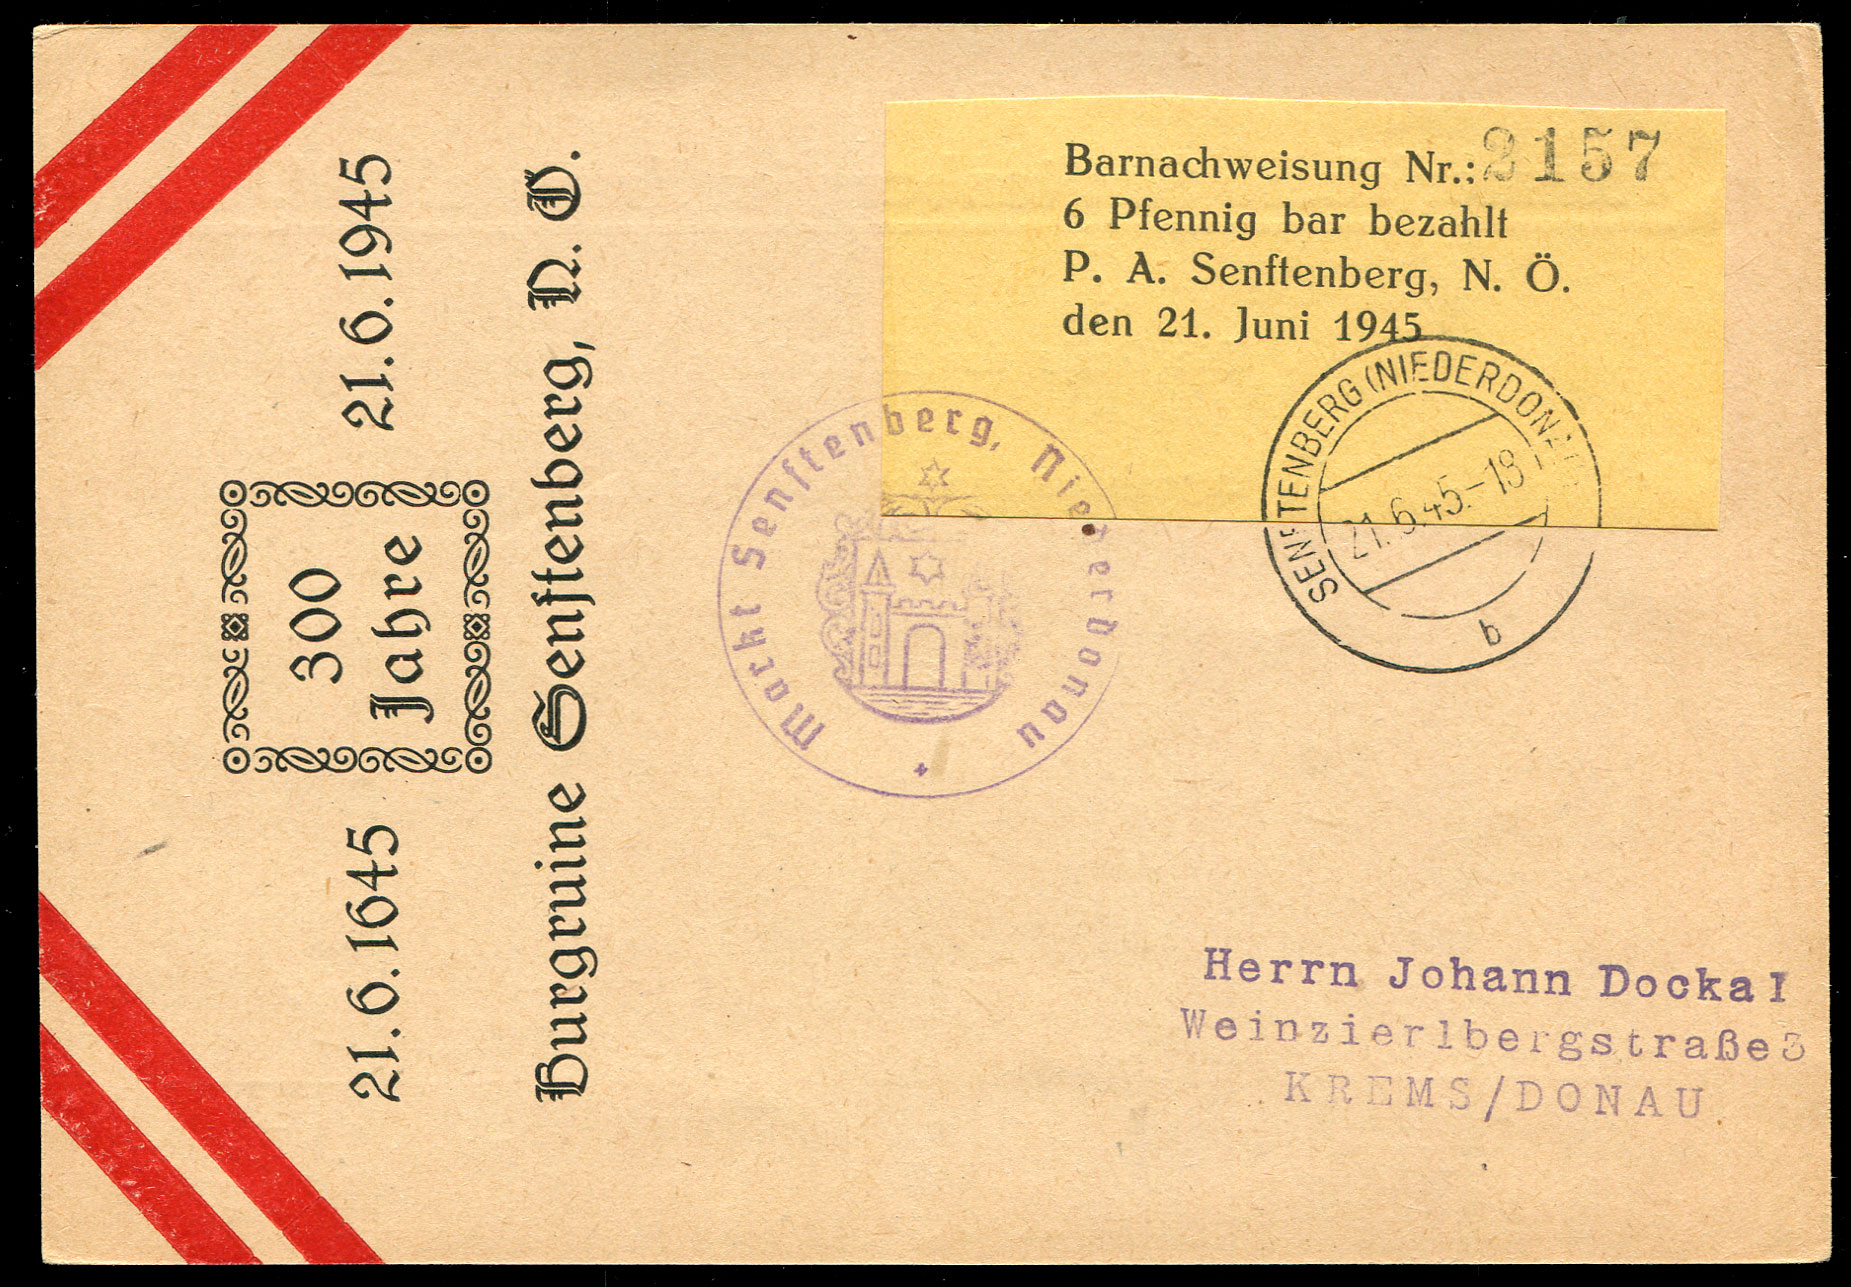 21.6.1645
300
Jahre
21.6.1945
Burgruine Senftenberg, N. Ö.
Barnachweisung Nr.: 2157
6 Pfennig bar bezahlt
P. A. Senftenberg, N. Ö.
den 21. Juni 1945
Markt Senftenberg, Niederdonau
SENFTENBERG (NIEDERDONAU)
21.6.45.-18
b
Herrn Johann Dockal
Weinzierlbergstraße 3
KREMS/DONAU